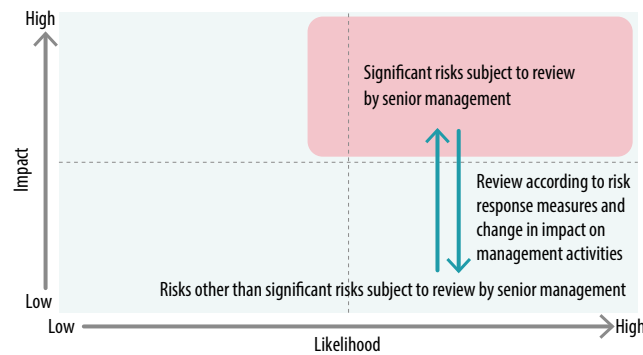 High
Significant risks subject to review
by senior management
Impact
Review according to risk
response measures and
change in impact on
management activities
Risks other than significant risks subject to review by senior management
Low
Low
High
Likelihood